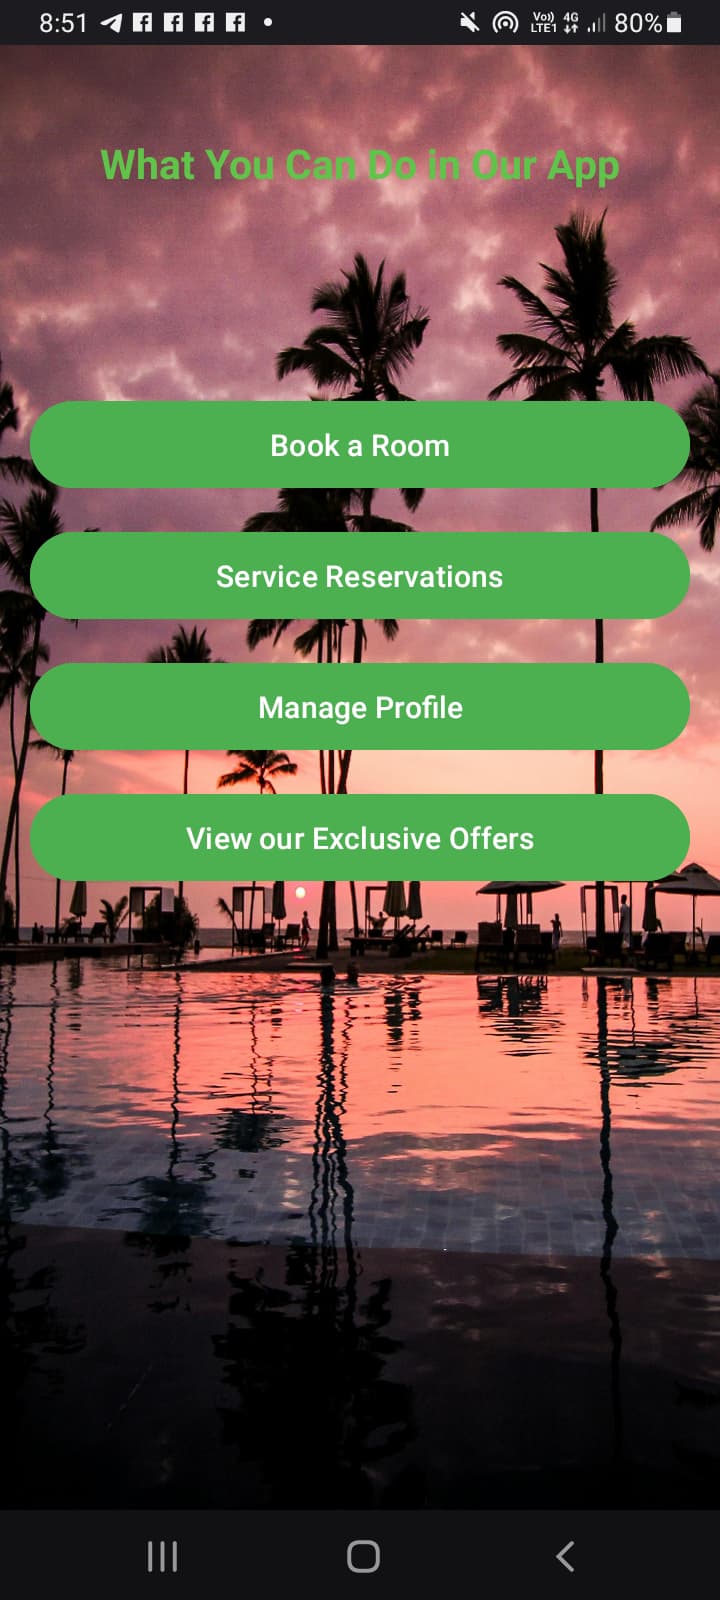 8:51 80%
Vo)) 4G
LTE1
What You Can Do in Our App
Book a Room
Service Reservations
Manage Profile
View our Exclusive Offers